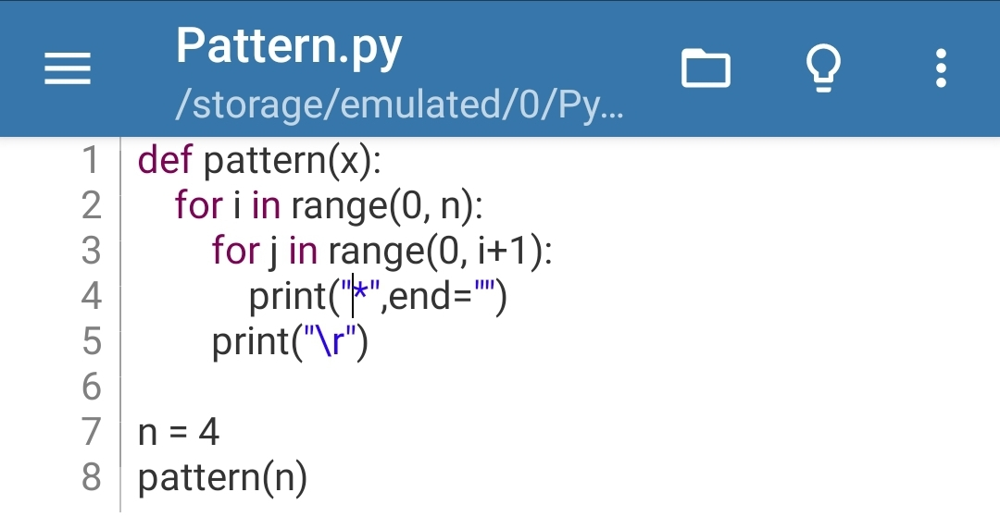 Pattern.py
/storage/emulated/0/Py...
1 def pattern(x):
2   for i in range(0, n):
3     for j in range(0, i+1):
4       print("*",end="")
5     print("\r")
6
7 n = 4
8 pattern(n)